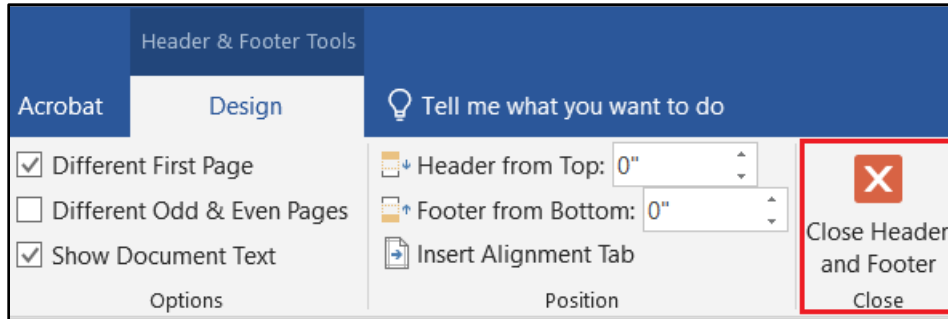 Header & Footer Tools
Acrobat
Design
Tell me what you want to do
Different First Page
Different Odd & Even Pages
Show Document Text
Options
Header from Top: 0"
Footer from Bottom: 0"
Insert Alignment Tab
Position
Close Header
and Footer
Close